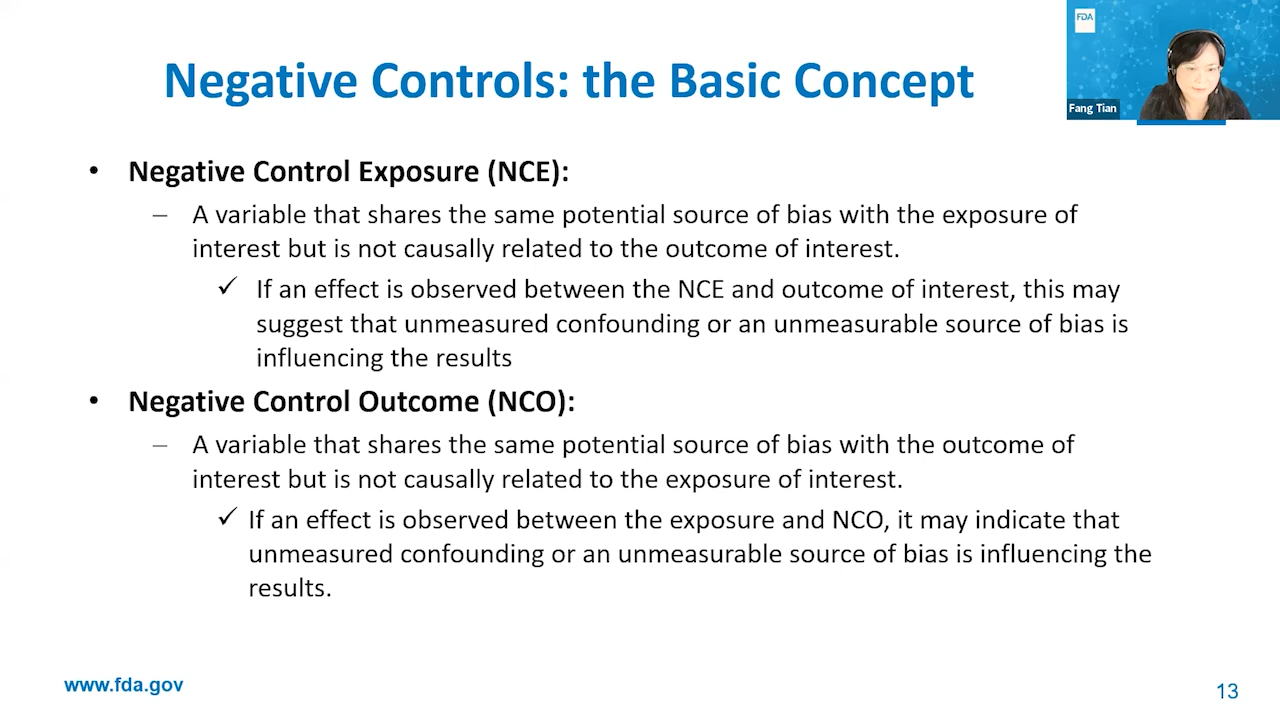 FDA
Negative Controls: the Basic Concept
Fang Tian
• Negative Control Exposure (NCE):
– A variable that shares the same potential source of bias with the exposure of
interest but is not causally related to the outcome of interest.
✓ If an effect is observed between the NCE and outcome of interest, this may
suggest that unmeasured confounding or an unmeasurable source of bias is
influencing the results
• Negative Control Outcome (NCO):
– A variable that shares the same potential source of bias with the outcome of
interest but is not causally related to the exposure of interest.
✓ If an effect is observed between the exposure and NCO, it may indicate that
unmeasured confounding or an unmeasurable source of bias is influencing the
results.
www.fda.gov
13